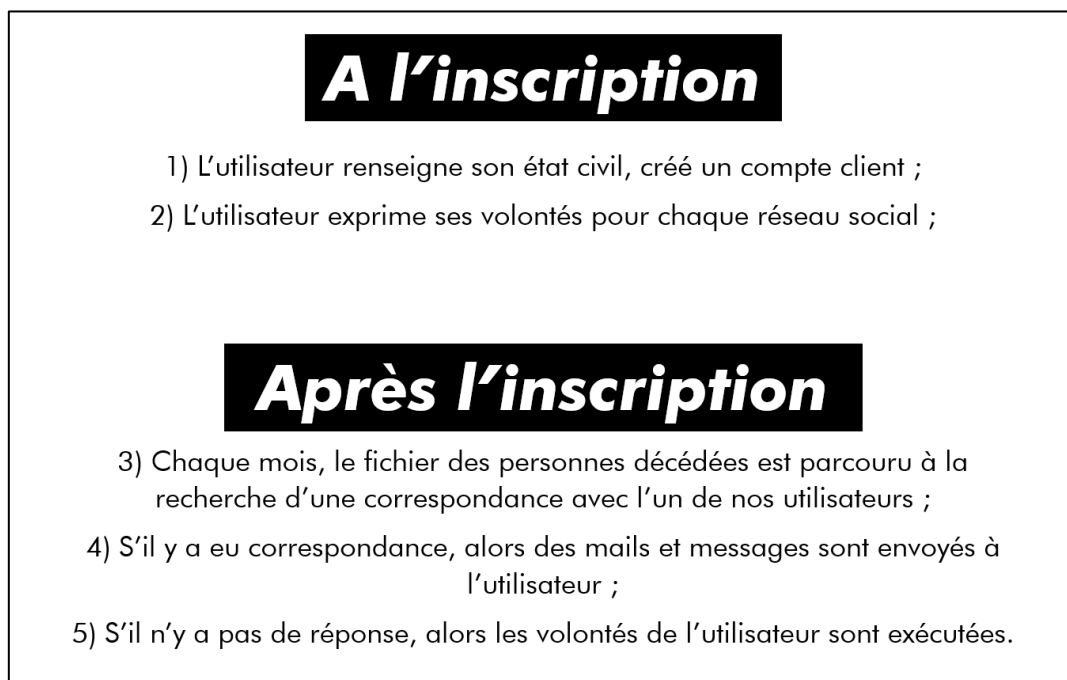 A l’inscription
1) L’utilisateur renseigne son état civil, créé un compte client ;
2) L’utilisateur exprime ses volontés pour chaque réseau social ;
Après l’inscription
3) Chaque mois, le fichier des personnes décédées est parcouru à la
recherche d’une correspondance avec l’un de nos utilisateurs ;
4) S’il y a eu correspondance, alors des mails et messages sont envoyés à
l’utilisateur ;
5) S’il n’y a pas de réponse, alors les volontés de l’utilisateur sont exécutées.